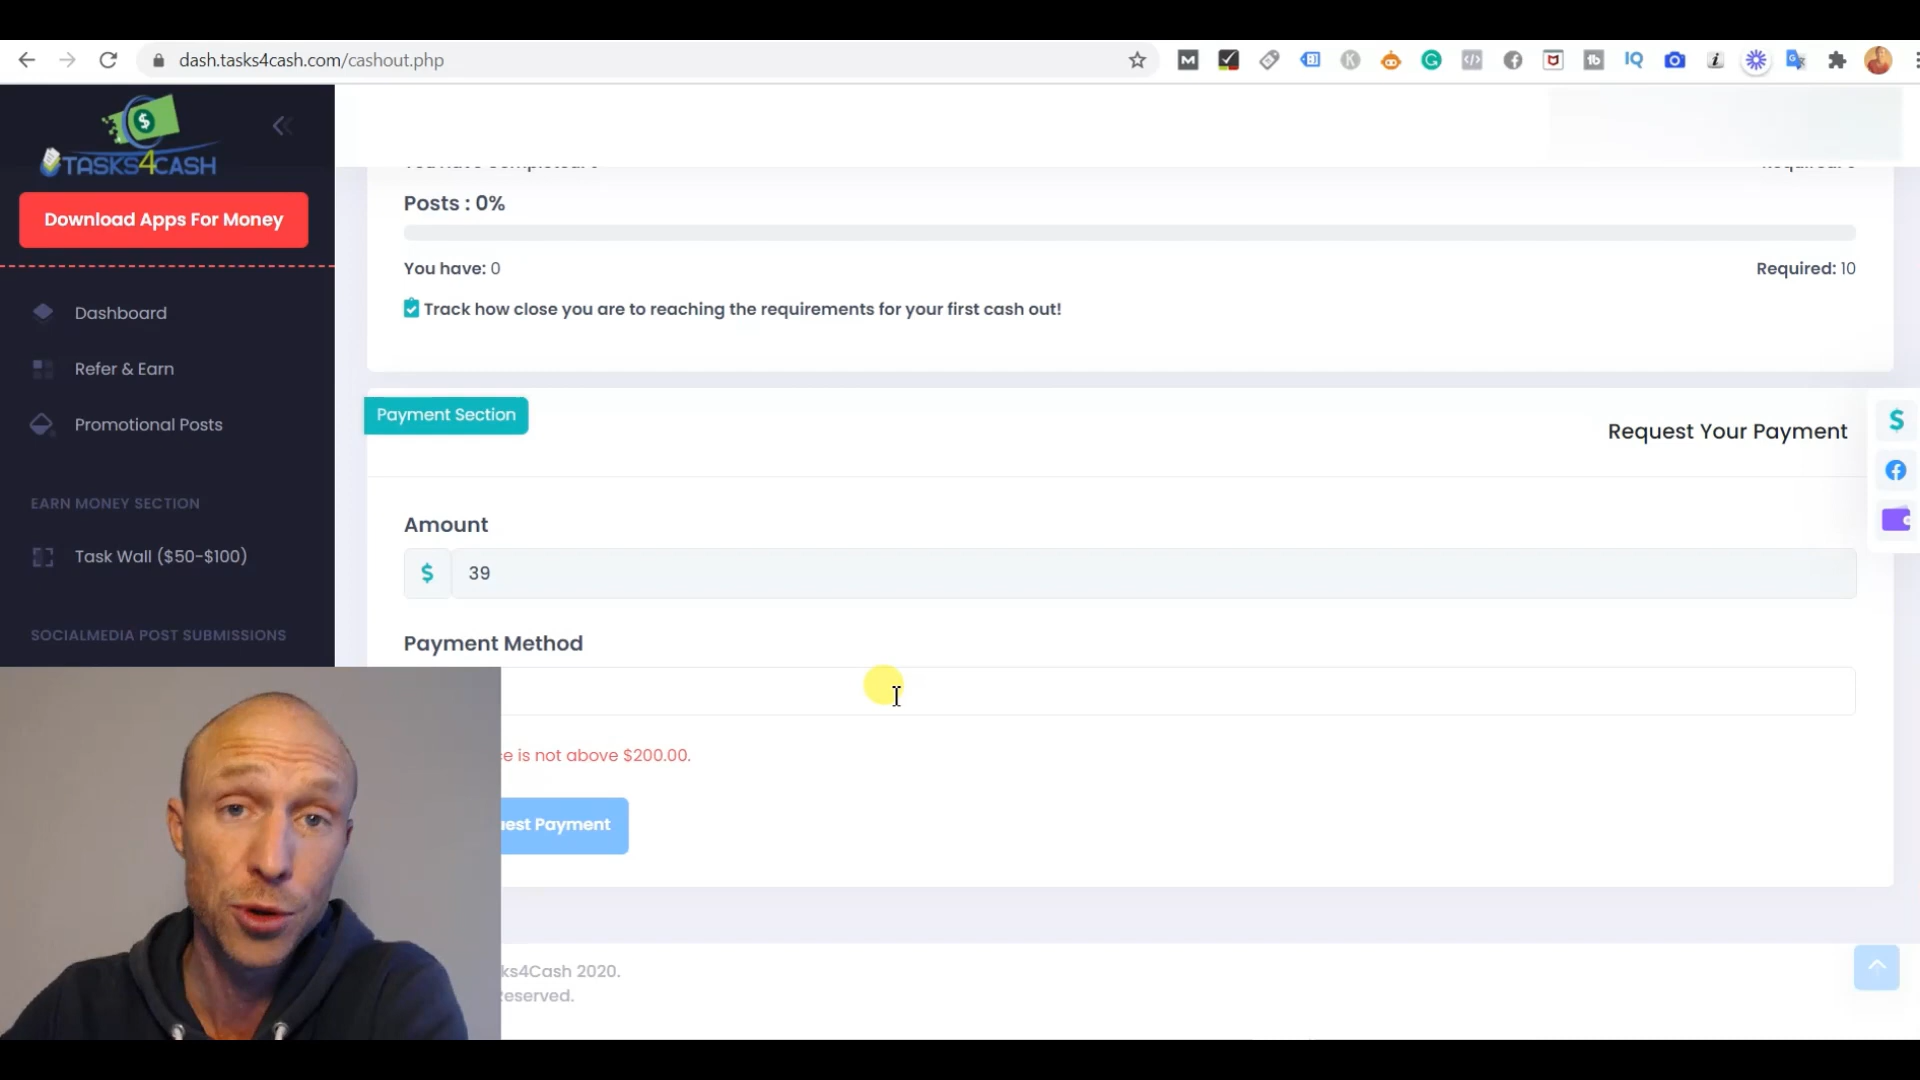 dash.tasks4cash.com/cashout.php
TASKS4CASH
Download Apps For Money
Dashboard
Refer & Earn
Promotional Posts
EARN MONEY SECTION
Task Wall ($50-$100)
SOCIALMEDIA POST SUBMISSIONS
Posts : 0%
You have: 0
Required: 10
Track how close you are to reaching the requirements for your first cash out!
Payment Section
Request Your Payment
Amount
$ 39
Payment Method
is not above $200.00.
Payment
2020.